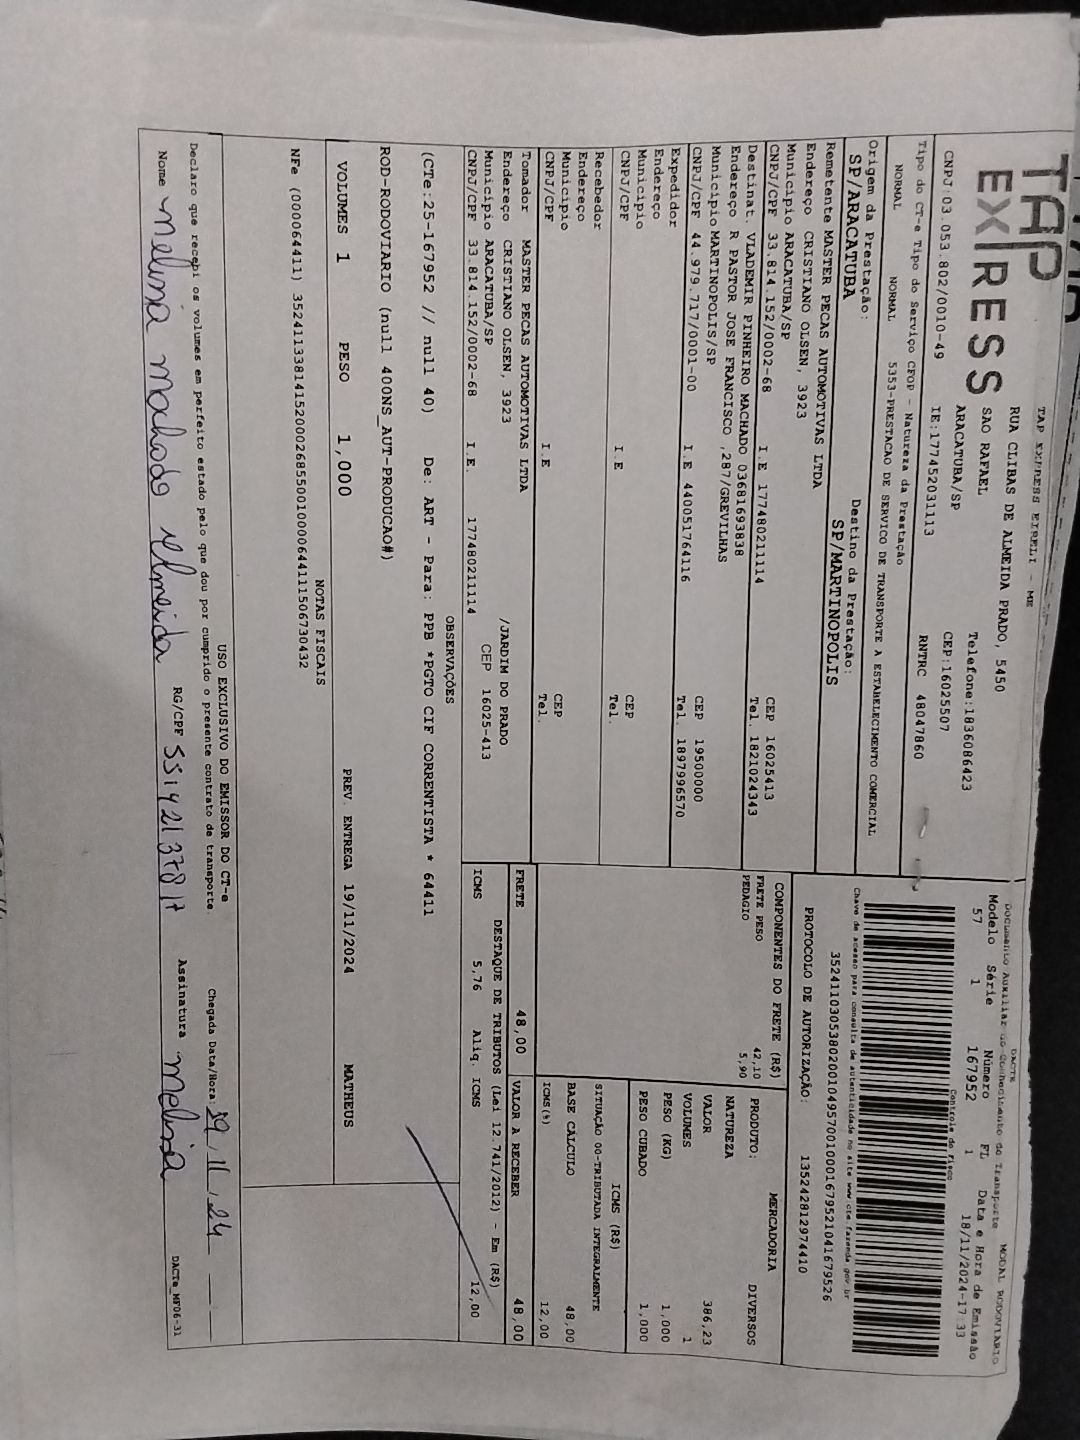 TAP
EXPRESS
TAP EXPRESS EIRELI - ME
RUA CLIBAS DE ALMEIDA PRADO, 5450
SAO RAFAEL Telefone:1836086423
ARACATUBA/SP CEP:16025507
CNPJ:03.053.802/0010-49 IE:177452031113 RNTRC 48047860
Tipo do CT-e Tipo do Serviço CFOP - Natureza da Prestação
NORMAL NORMAL 5353-PRESTACAO DE SERVICO DE TRANSPORTE A ESTABELECIMENTO COMERCIAL
Origem da Prestação: Destino da Prestação:
SP/ARACATUBA SP/MARTINOPOLIS
DACTE
Documento Auxiliar do Conhecimento do Transporte MODAL RODOVIARIO
Modelo Série Número FL Data e Hora de Emissão
57 1 167952 1 18/11/2024-17 33
Controle do Fisco
Chave de acesso para consulta de autenticidade no site www cte fazenda gov br
35241103053802001049570010001679521041679526
PROTOCOLO DE AUTORIZAÇÃO: 135242812974410
Remetente MASTER PECAS AUTOMOTIVAS LTDA
Endereço CRISTIANO OLSEN, 3923
Municipio ARACATUBA/SP CEP 16025413
CNPJ/CPF 33.814.152/0002-68 I.E 177480211114 Tel. 1821024343
Destinat. VLADEMIR PINHEIRO MACHADO 03681693838
Endereço R PASTOR JOSE FRANCISCO ,287/GREVILHAS
Municipio MARTINOPOLIS/SP CEP 19500000
CNPJ/CPF 44.979.717/0001-00 I.E 440051764116 Tel. 1897996570
Expedidor
Endereço
Municipio CEP
CNPJ/CPF I.E Tel.
Recebedor
Endereço
Municipio CEP
CNPJ/CPF I.E Tel.
Tomador MASTER PECAS AUTOMOTIVAS LTDA
Endereço CRISTIANO OLSEN, 3923 /JARDIM DO PRADO
Municipio ARACATUBA/SP CEP 16025-413
CNPJ/CPF 33.814.152/0002-68 I.E. 177480211114
COMPONENTES DO FRETE (R$)
FRETE PESO 42,10
PEDAGIO 5,90
PRODUTO: MERCADORIA
NATUREZA DIVERSOS
VALOR 386,23
VOLUMES 1
PESO (KG) 1,000
PESO CUBADO 1,000
ICMS (R$)
SITUAÇÃO 00-TRIBUTADA INTEGRALMENTE
BASE CÁLCULO 48,00
ICMS(%) 12,00
FRETE 48,00 VALOR A RECEBER 48,00
DESTAQUE DE TRIBUTOS (Lei 12.741/2012) - Em (R$)
ICMS 5,76 Aliq. ICMS 12,00
OBSERVAÇÕES
(CTe:25-167952 // null 40) De: ART - Para: PPB *PGTO CIF CORRENTISTA * 64411
ROD-RODOVIARIO (null 400NS_AUT-PRODUCAO#)
VOLUMES 1 PESO 1,000 PREV. ENTREGA 19/11/2024 MATHEUS
NOTAS FISCAIS
NFe (000064411) 35241133814152000268550010000644111506730432
USO EXCLUSIVO DO EMISSOR DO CT-e
Declaro que recebi os volumes em perfeito estado pelo que dou por cumprido o presente contrato de transporte. Chegada Data/Hora: 19/11/24
Nome Machado Almeida RG/CPF Assinatura
DACTe_MF06-31